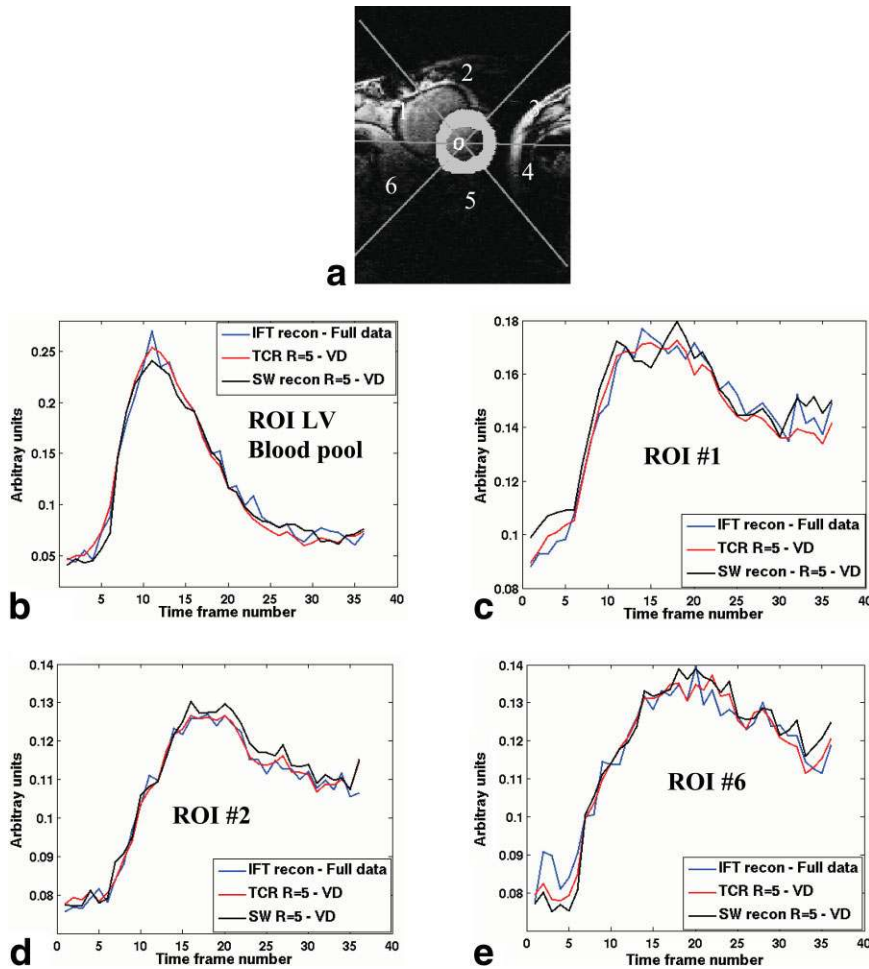 2
1
3
0
4
6
5
a
IFT recon - Full data
TCR R=5 - VD
SW recon R=5 - VD
ROI LV
Blood pool
Arbitray units
0.25
0.2
0.15
0.1
0.05
5
10
15
20
25
30
35
40
Time frame number
b
0.18
0.16
0.14
0.12
0.1
0.08
Arbitray units
ROI #1
IFT recon - Full data
TCR R=5 - VD
SW recon - R=5 - VD
0
5
10
15
20
25
30
35
40
Time frame number
c
0.14
0.13
0.12
0.11
0.1
0.09
0.08
Arbitray units
ROI #2
IFT recon - Full data
TCR R=5 - VD
SW R=5 - VD
0
5
10
15
20
25
30
35
40
Time frame number
d
0.14
0.13
0.12
0.11
0.1
0.09
0.08
Arbitray units
ROI #6
IFT recon - Full data
TCR R=5 - VD
SW recon R=5 - VD
0
5
10
15
20
25
30
35
40
Time frame number
e